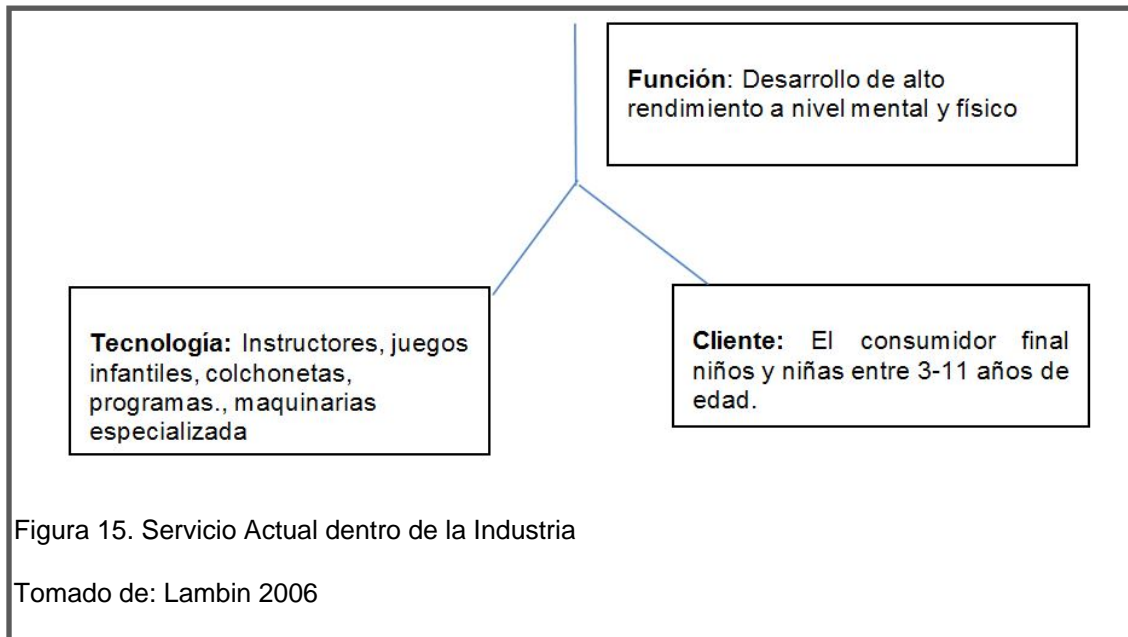 Función: Desarrollo de alto
rendimiento a nivel mental y físico
Tecnología: Instructores, juegos
infantiles, colchonetas,
programas., maquinarias
especializada
Cliente: El consumidor final
niños y niñas entre 3-11 años de
edad.
Figura 15. Servicio Actual dentro de la Industria
Tomado de: Lambin 2006